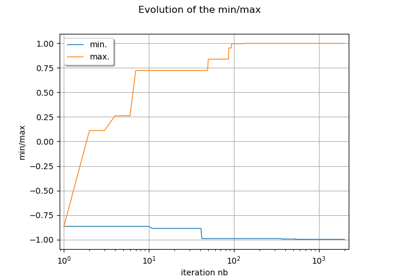 Evolution of the min/max
min.
max.
1.00
0.75
0.50
0.25
0.00
−0.25
−0.50
−0.75
−1.00
min/max
10⁰ 10¹ 10² 10³
iteration nb